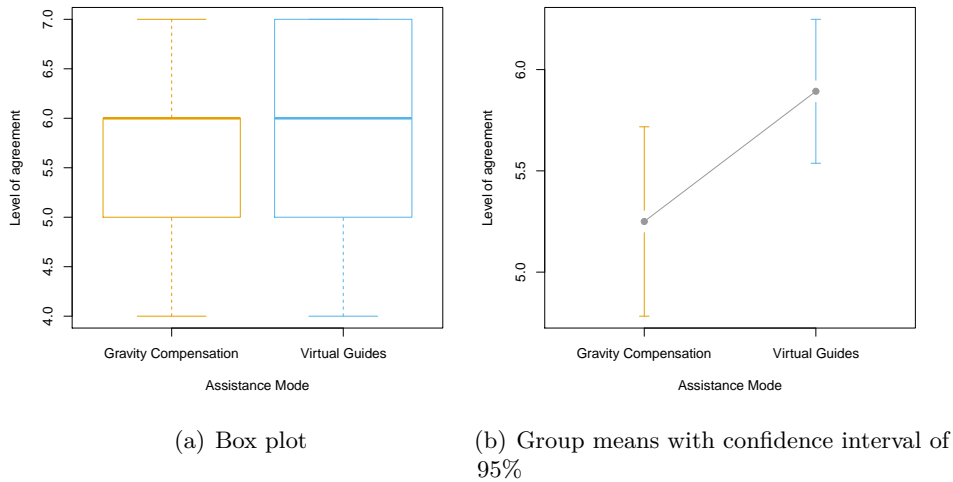 7.0
6.5
6.0
5.5
5.0
4.5
4.0
Level of agreement
Gravity Compensation
Virtual Guides
Assistance Mode
(a) Box plot
6.0
5.5
5.0
Level of agreement
Gravity Compensation
Virtual Guides
Assistance Mode
(b) Group means with confidence interval of
95%